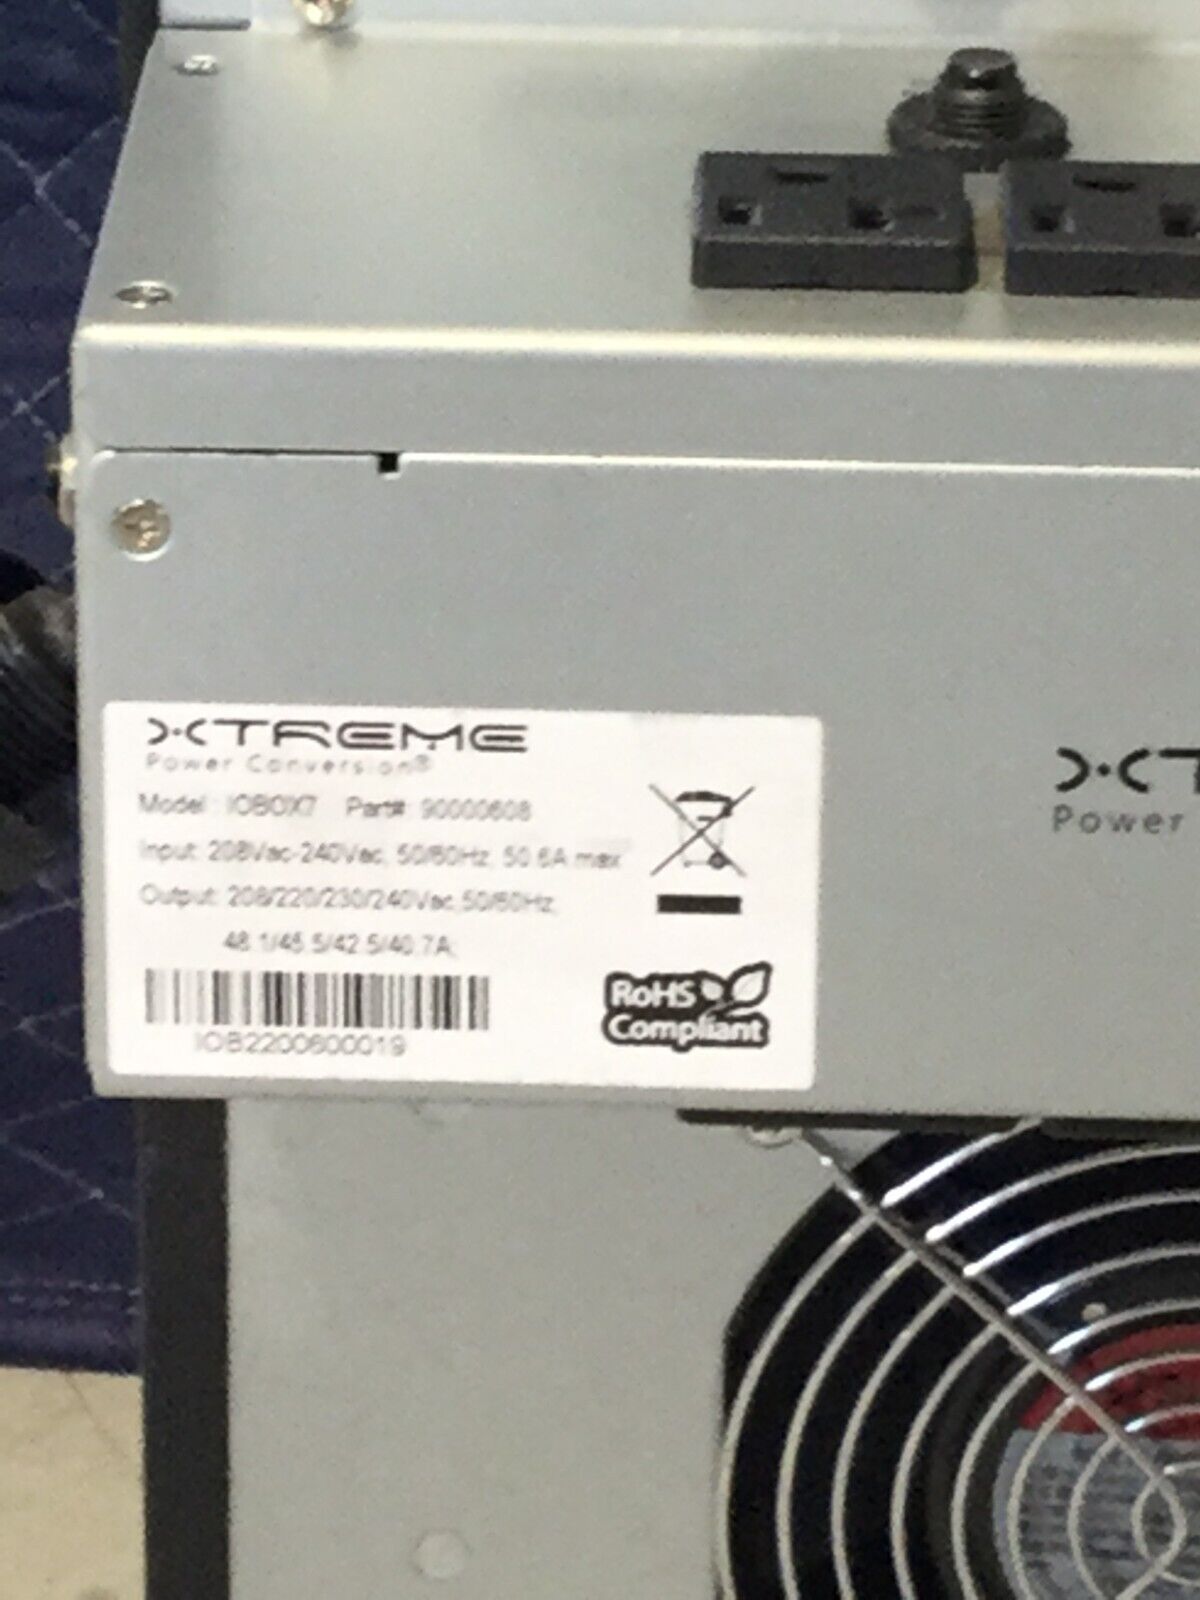 XTREME
Power Conversion®
Model : IOBOX7 Part#: 90000608
Input: 208Vac-240Vac, 50/60Hz, 50.6A max
Output: 208/220/230/240Vac, 50/60Hz,
48.1/45.5/42.5/40.7A;
IOB2200600019
RoHS
Compliant
XT
Power